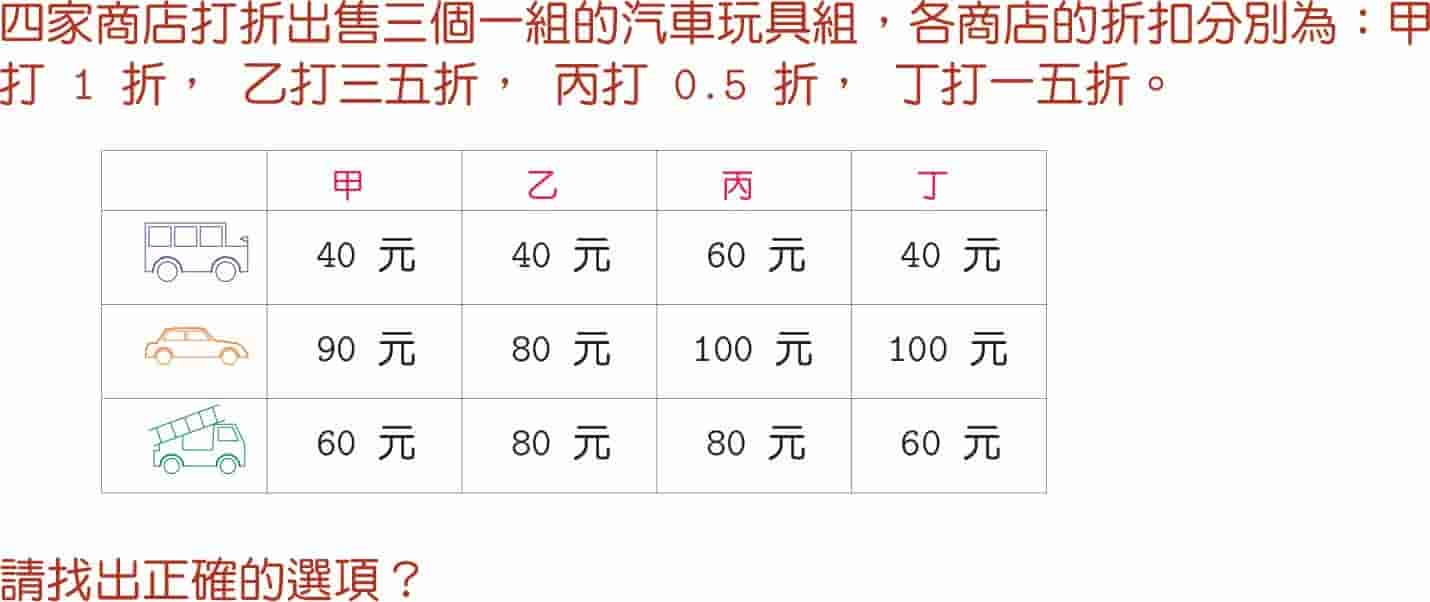 四家商店打折出售三個一組的汽車玩具組，各商店的折扣分別為：甲
打 1 折， 乙打三五折， 丙打 0.5 折， 丁打一五折。
甲 乙 丙 丁
40 元 40 元 60 元 40 元
90 元 80 元 100 元 100 元
60 元 80 元 80 元 60 元
請找出正確的選項？